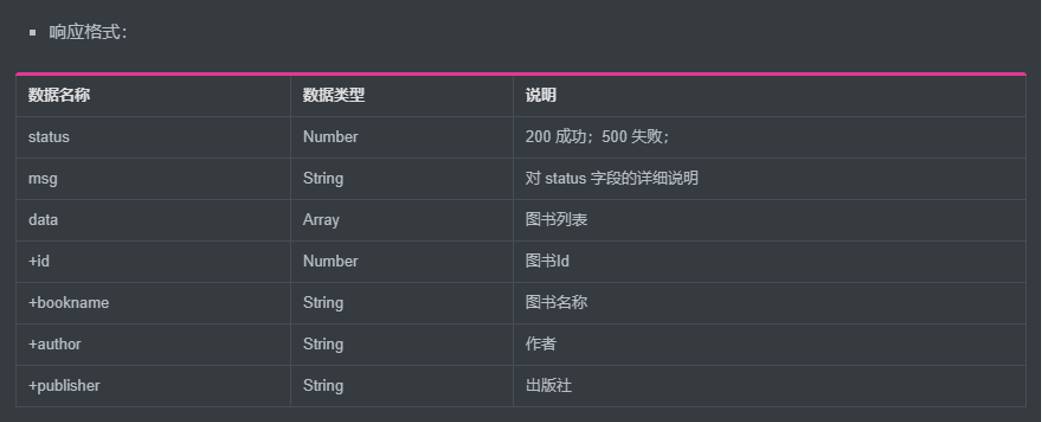 响应格式：
数据名称 数据类型 说明
status Number 200 成功；500 失败；
msg String 对 status 字段的详细说明
data Array 图书列表
+id Number 图书Id
+bookname String 图书名称
+author String 作者
+publisher String 出版社